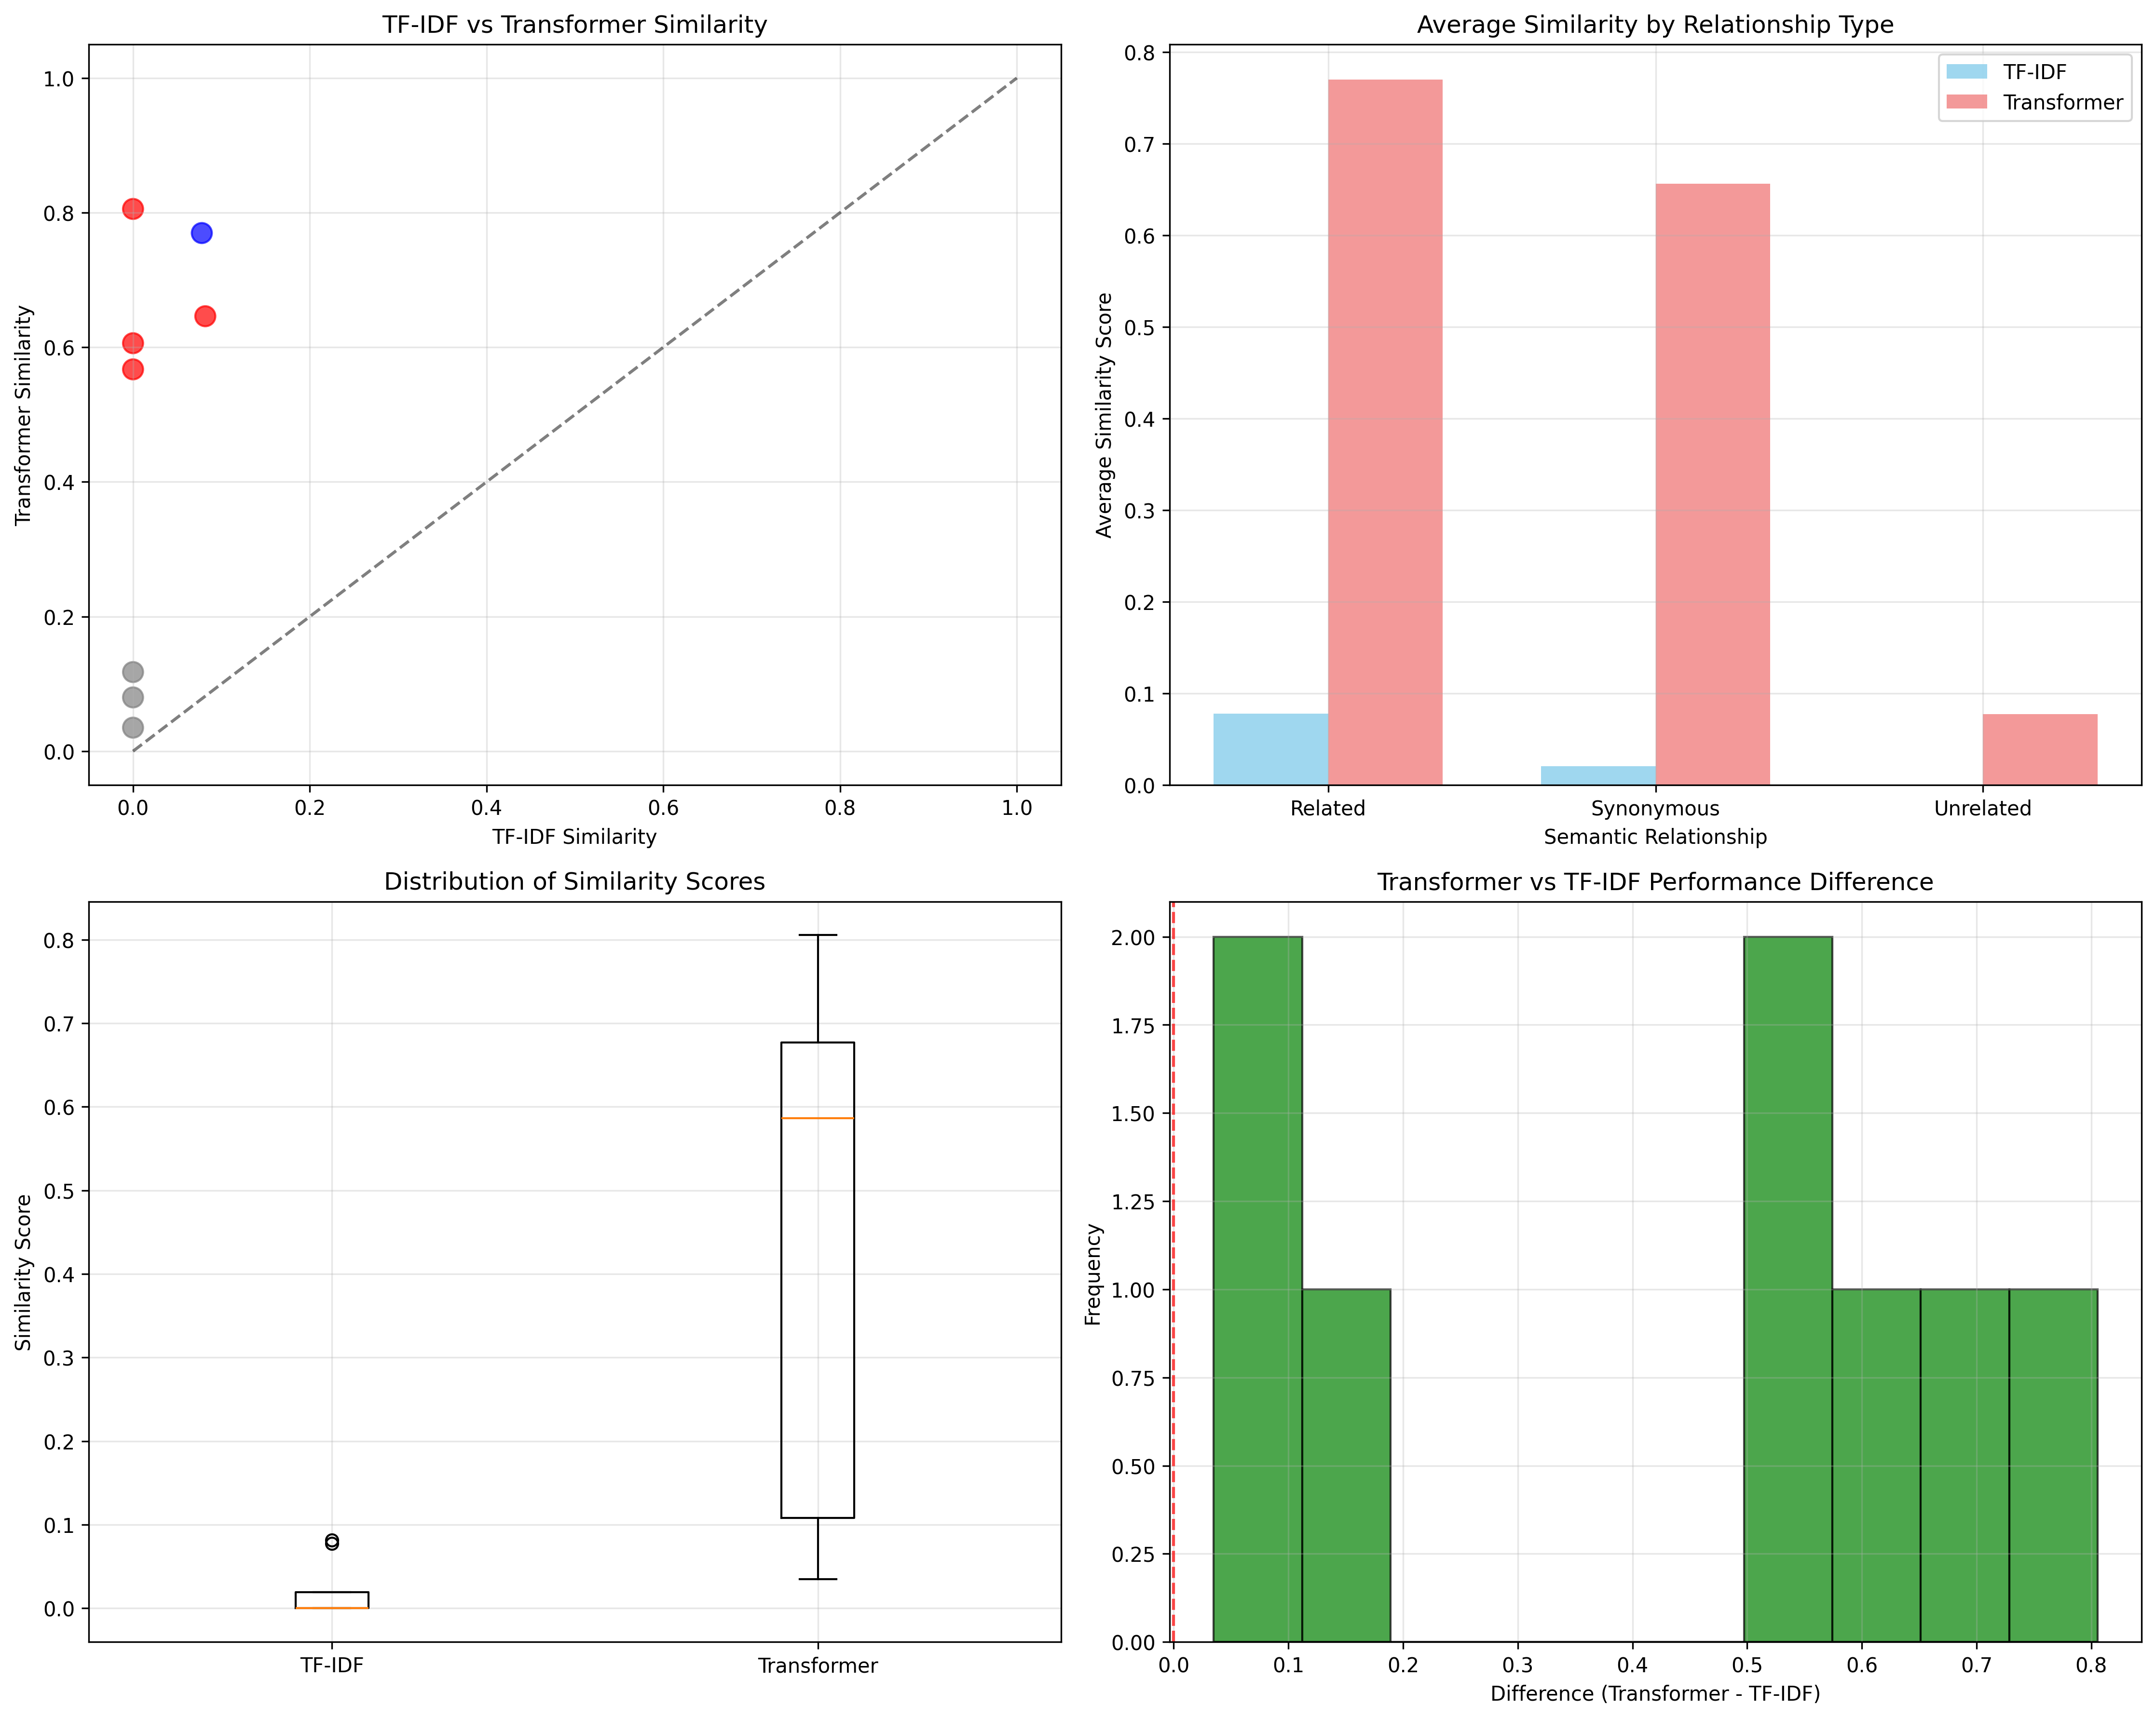 TF-IDF vs Transformer Similarity
1.0
0.8
0.6
0.4
0.2
0.0
Transformer Similarity
0.0 0.2 0.4 0.6 0.8 1.0
TF-IDF Similarity
Average Similarity by Relationship Type
TF-IDF
Transformer
0.8
0.7
0.6
0.5
0.4
0.3
0.2
0.1
0.0
Average Similarity Score
Related Synonymous Unrelated
Semantic Relationship
Distribution of Similarity Scores
0.8
0.7
0.6
0.5
0.4
0.3
0.2
0.1
0.0
Similarity Score
TF-IDF Transformer
Transformer vs TF-IDF Performance Difference
2.00
1.75
1.50
1.25
1.00
0.75
0.50
0.25
0.00
Frequency
0.0 0.1 0.2 0.3 0.4 0.5 0.6 0.7 0.8
Difference (Transformer - TF-IDF)